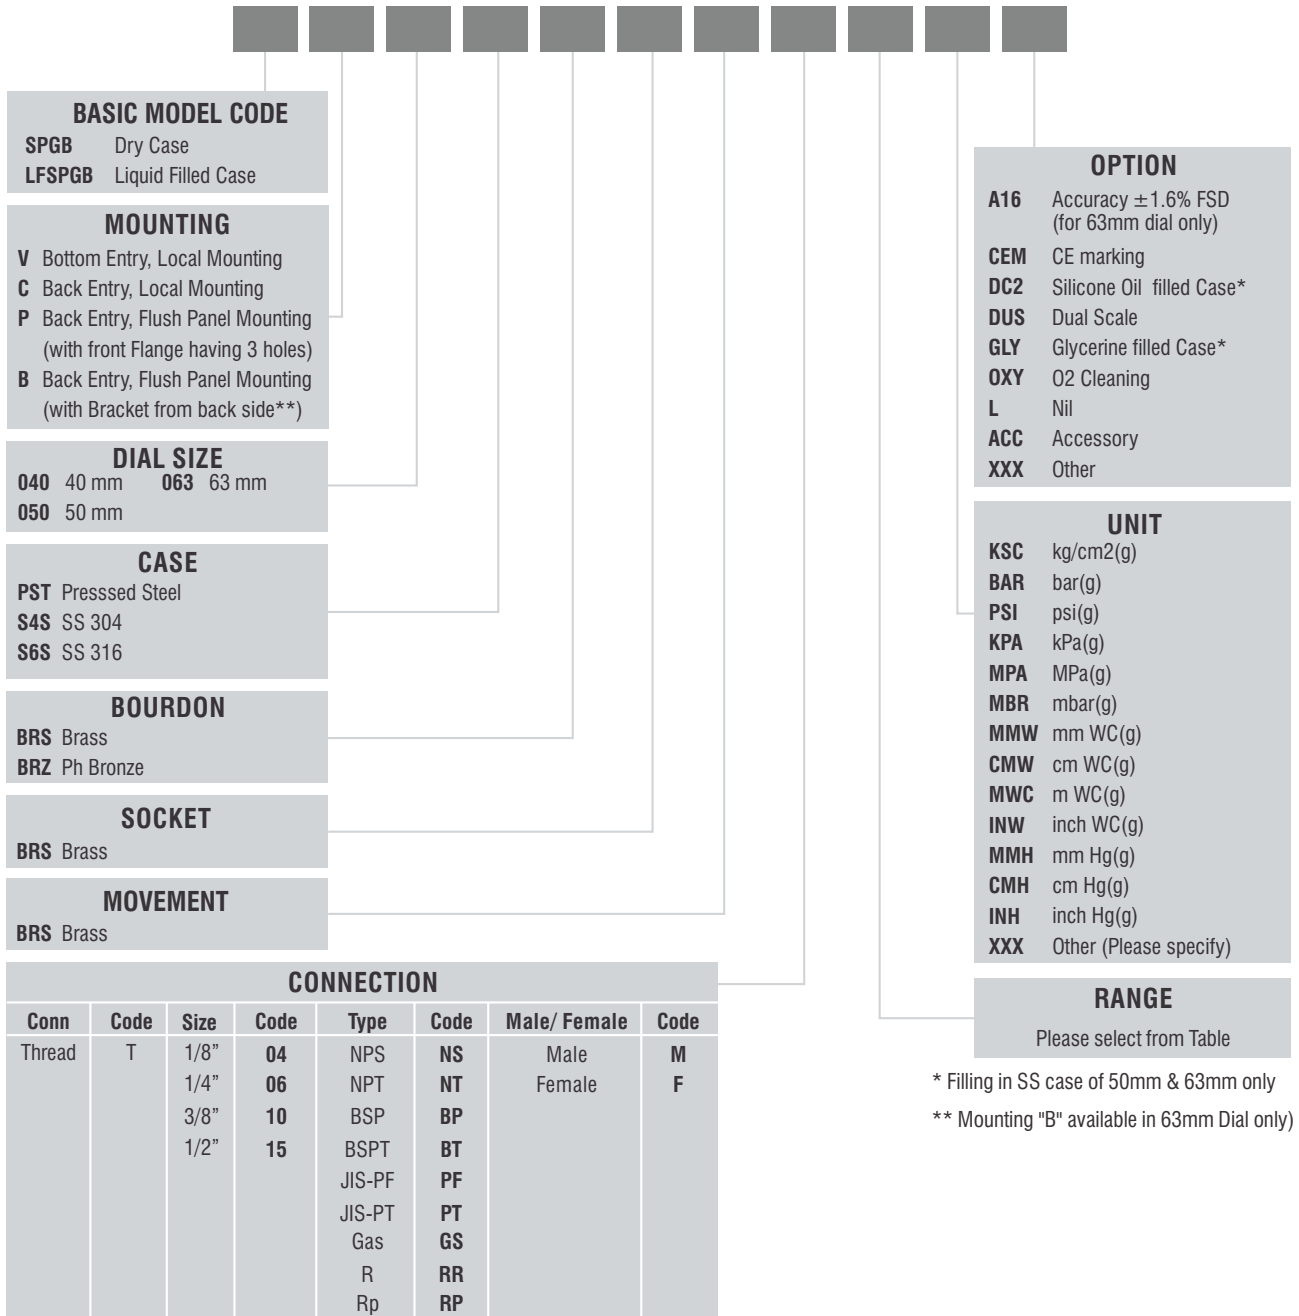 BASIC MODEL CODE
SPGB Dry Case
LFSPGB Liquid Filled Case
MOUNTING
V Bottom Entry, Local Mounting
C Back Entry, Local Mounting
P Back Entry, Flush Panel Mounting
(with front Flange having 3 holes)
B Back Entry, Flush Panel Mounting
(with Bracket from back side**)
DIAL SIZE
040 40 mm 063 63 mm
050 50 mm
CASE
PST Presssed Steel
S4S SS 304
S6S SS 316
BOURDON
BRS Brass
BRZ Ph Bronze
SOCKET
BRS Brass
MOVEMENT
BRS Brass
CONNECTION
Conn Code Size Code Type Code Male/ Female Code
Thread T 1/8” 04 NPS NS Male M
1/4” 06 NPT NT Female F
3/8” 10 BSP BP
1/2” 15 BSPT BT
JIS-PF PF
JIS-PT PT
Gas GS
R RR
Rp RP
OPTION
A16 Accuracy ±1.6% FSD
(for 63mm dial only)
CEM CE marking
DC2 Silicone Oil filled Case*
DUS Dual Scale
GLY Glycerine filled Case*
OXY O2 Cleaning
L Nil
ACC Accessory
XXX Other
UNIT
KSC kg/cm2(g)
BAR bar(g)
PSI psi(g)
KPA kPa(g)
MPA MPa(g)
MBR mbar(g)
MMW mm WC(g)
CMW cm WC(g)
MWC m WC(g)
INW inch WC(g)
MMH mm Hg(g)
CMH cm Hg(g)
INH inch Hg(g)
XXX Other (Please specify)
RANGE
Please select from Table
* Filling in SS case of 50mm & 63mm only
** Mounting "B" available in 63mm Dial only)